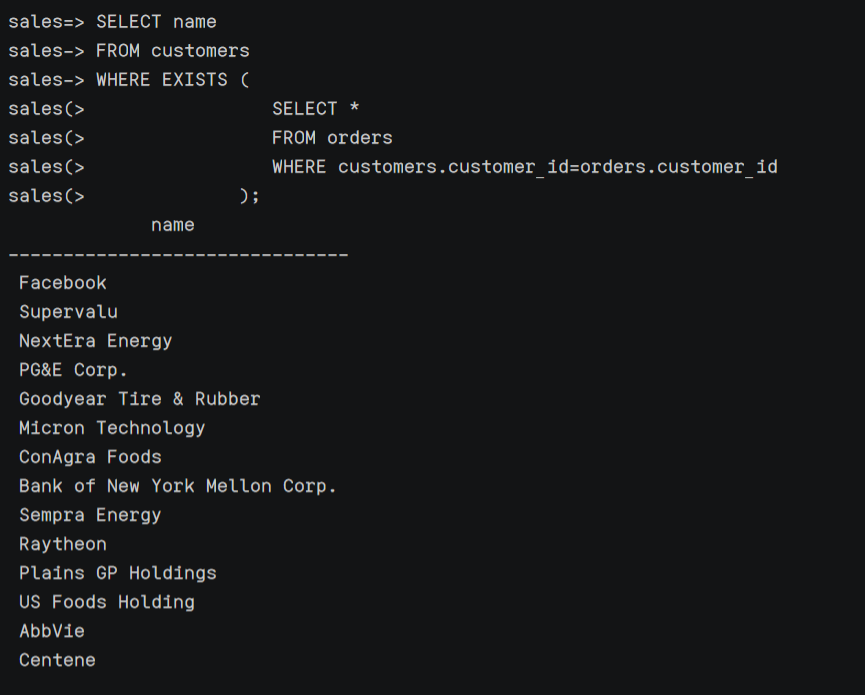 sales=> SELECT name
sales-> FROM customers
sales-> WHERE EXISTS (
sales(>                 SELECT *
sales(>                 FROM orders
sales(>                 WHERE customers.customer_id=orders.customer_id
sales(>              );
             name
-------------------------------
 Facebook
 Supervalu
 NextEra Energy
 PG&E Corp.
 Goodyear Tire & Rubber
 Micron Technology
 ConAgra Foods
 Bank of New York Mellon Corp.
 Sempra Energy
 Raytheon
 Plains GP Holdings
 US Foods Holding
 AbbVie
 Centene